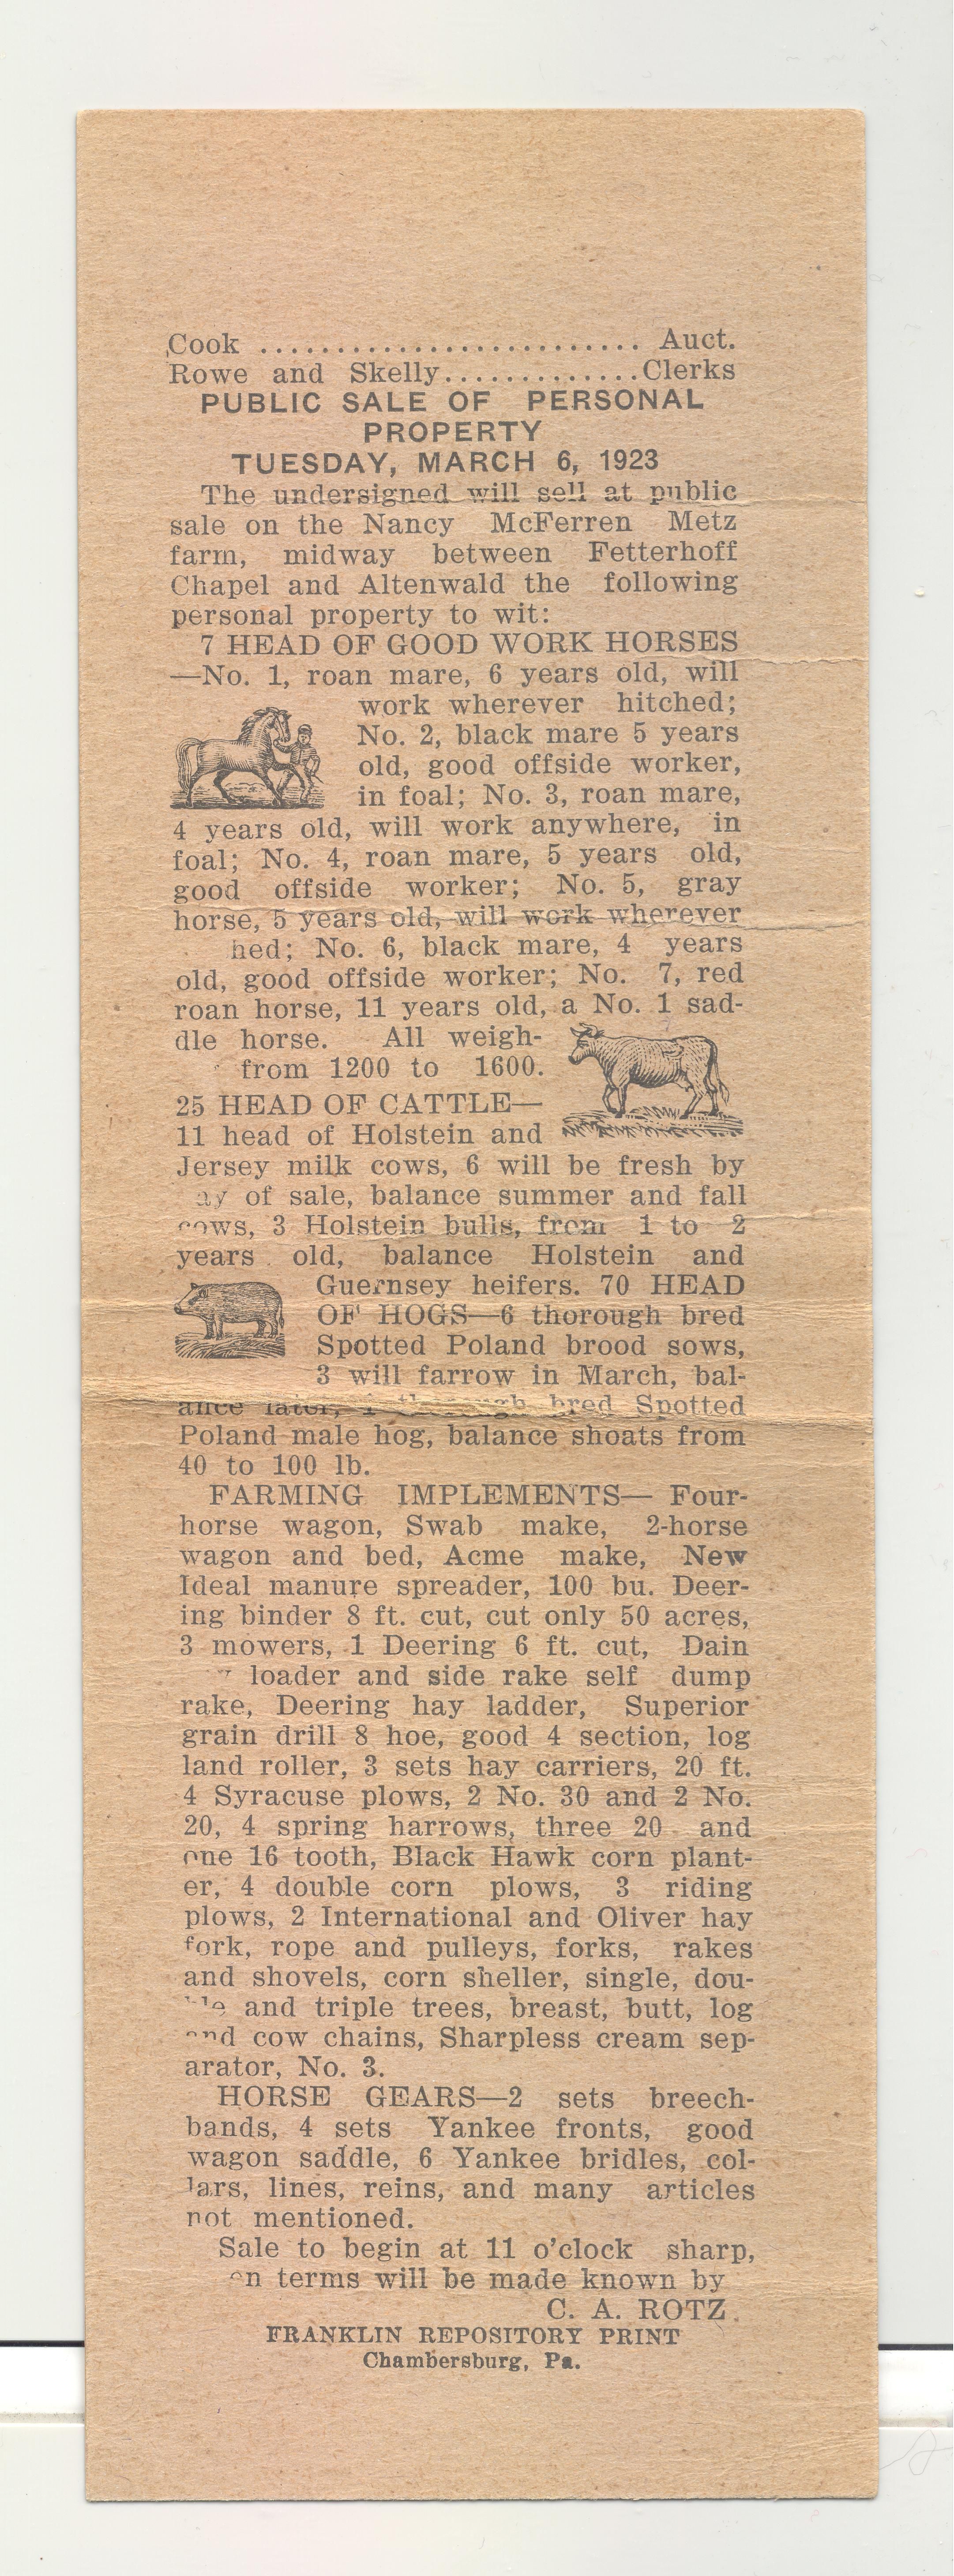 Cook ......................... Auct.
Rowe and Skelly.............Clerks
PUBLIC SALE OF PERSONAL
PROPERTY
TUESDAY, MARCH 6, 1923
The undersigned will sell at public
sale on the Nancy McFerren Metz
farm, midway between Fetterhoff
Chapel and Altenwald the following
personal property to wit:
7 HEAD OF GOOD WORK HORSES
—No. 1, roan mare, 6 years old, will
work wherever hitched;
No. 2, black mare 5 years
old, good offside worker,
in foal; No. 3, roan mare,
4 years old, will work anywhere, in
foal; No. 4, roan mare, 5 years old,
good offside worker; No. 5, gray
horse, 5 years old, will work wherever
hed; No. 6, black mare, 4 years
old, good offside worker; No. 7, red
roan horse, 11 years old, a No. 1 sad-
dle horse. All weigh-
from 1200 to 1600.
25 HEAD OF CATTLE—
11 head of Holstein and
Jersey milk cows, 6 will be fresh by
ay of sale, balance summer and fall
cows, 3 Holstein bulls, from 1 to 2
years old, balance Holstein and
Guernsey heifers. 70 HEAD
OF HOGS—6 thorough bred
Spotted Poland brood sows,
3 will farrow in March, bal-
ance later, 1 thorough bred Spotted
Poland male hog, balance shoats from
40 to 100 lb.
FARMING IMPLEMENTS— Four-
horse wagon, Swab make, 2-horse
wagon and bed, Acme make, New
Ideal manure spreader, 100 bu. Deer-
ing binder 8 ft. cut, cut only 50 acres,
3 mowers, 1 Deering 6 ft. cut, Dain
loader and side rake self dump
rake, Deering hay ladder, Superior
grain drill 8 hoe, good 4 section, log
land roller, 3 sets hay carriers, 20 ft.
4 Syracuse plows, 2 No. 30 and 2 No.
20, 4 spring harrows, three 20 and
one 16 tooth, Black Hawk corn plant-
er, 4 double corn plows, 3 riding
plows, 2 International and Oliver hay
fork, rope and pulleys, forks, rakes
and shovels, corn sheller, single, dou-
ble and triple trees, breast, butt, log
and cow chains, Sharpless cream sep-
arator, No. 3.
HORSE GEARS—2 sets breech-
bands, 4 sets Yankee fronts, good
wagon saddle, 6 Yankee bridles, col-
lars, lines, reins, and many articles
not mentioned.
Sale to begin at 11 o'clock sharp,
terms will be made known by
C. A. ROTZ.
FRANKLIN REPOSITORY PRINT
Chambersburg, Pa.